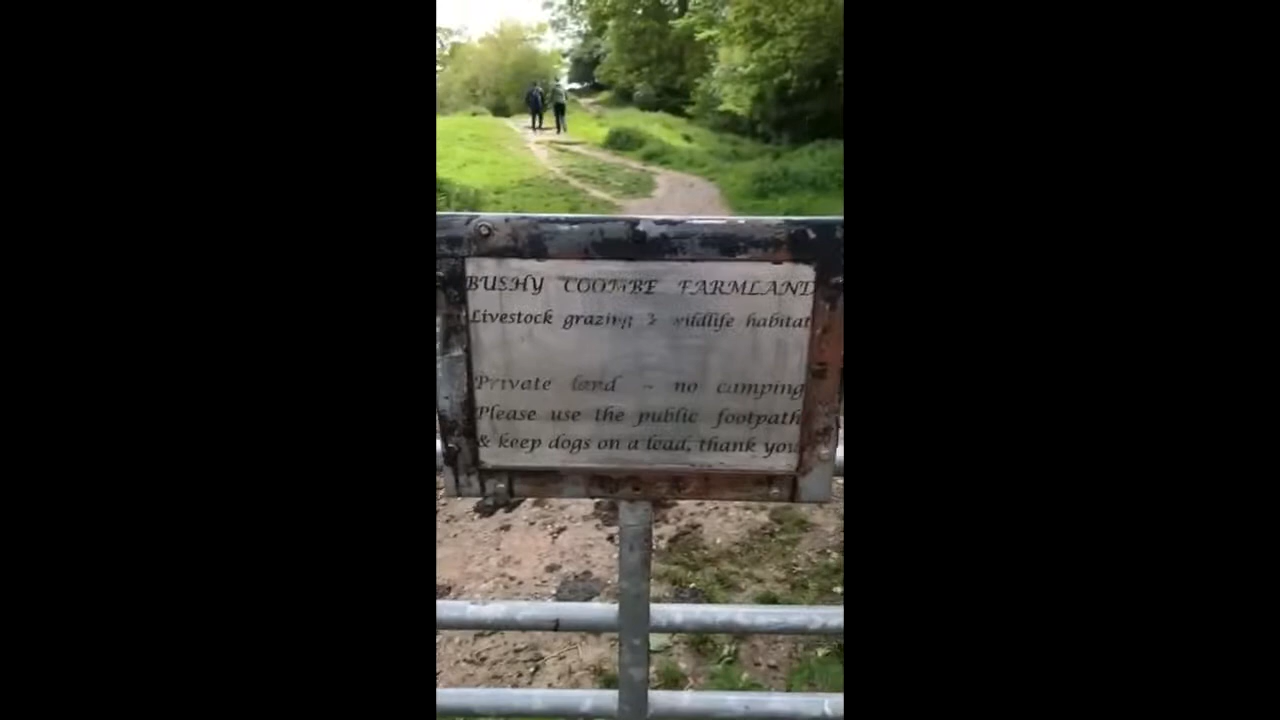 BUSHY COOMBE FARMLAND
Livestock grazing & wildlife habitat
Private land - no camping
Please use the public footpath
& keep dogs on a lead, thank you